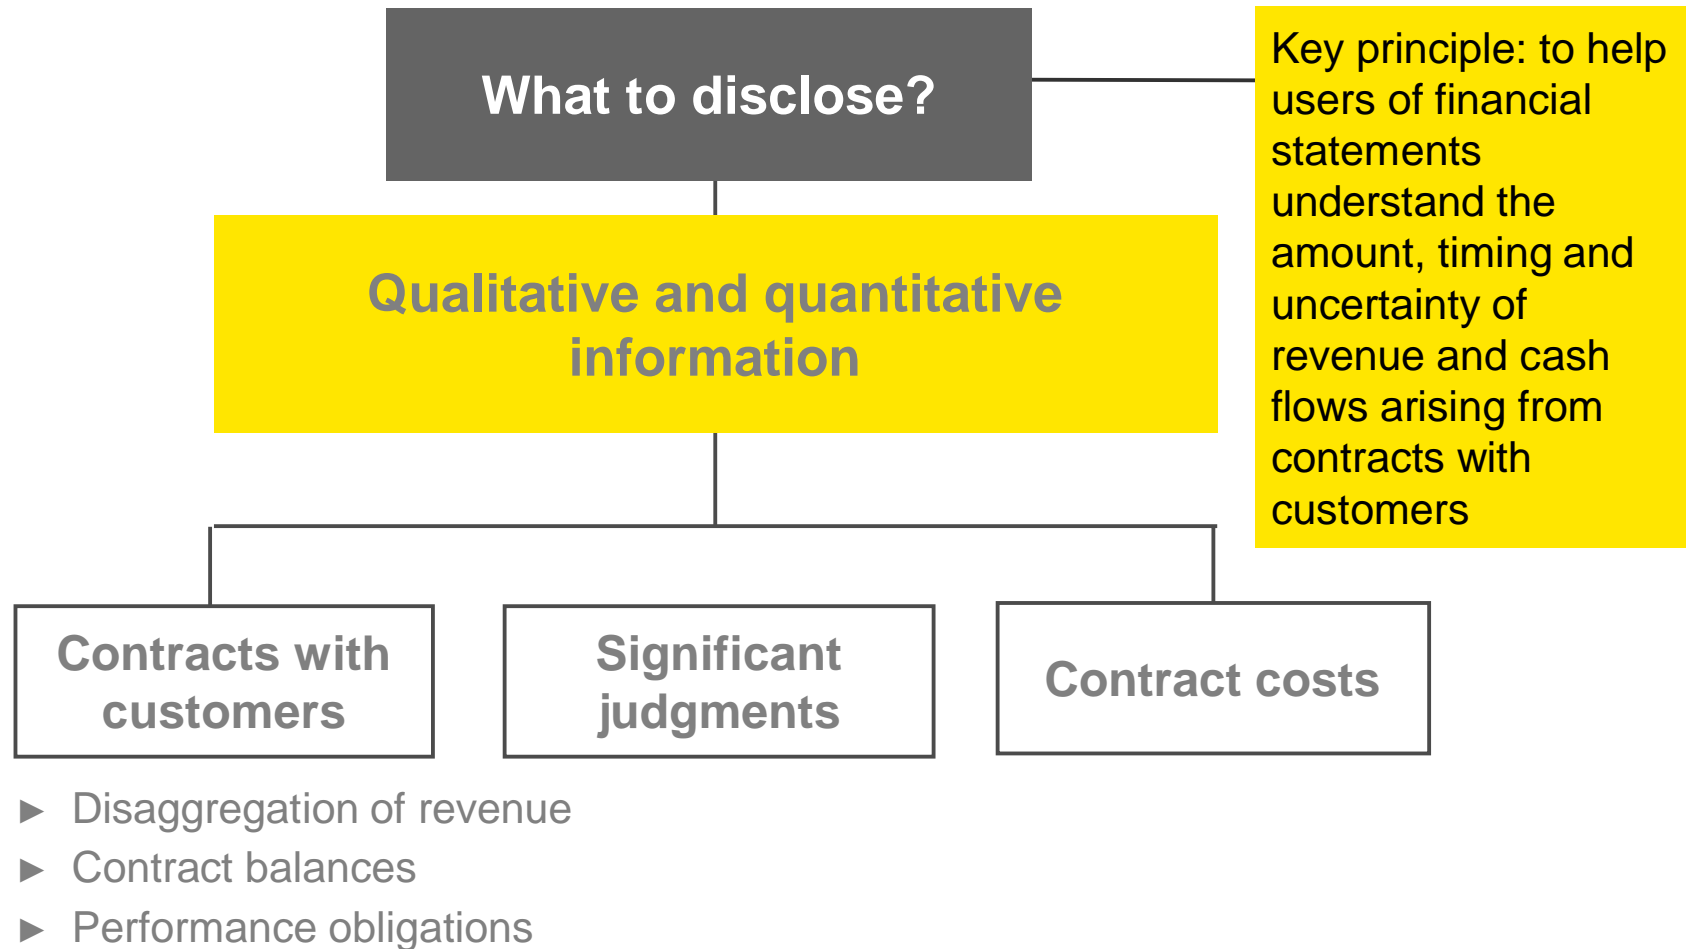 What to disclose?
Key principle: to help
users of financial
statements
understand the
amount, timing and
uncertainty of
revenue and cash
flows arising from
contracts with
customers
Qualitative and quantitative
information
Contracts with
customers
Significant
judgments
Contract costs
► Disaggregation of revenue
► Contract balances
► Performance obligations